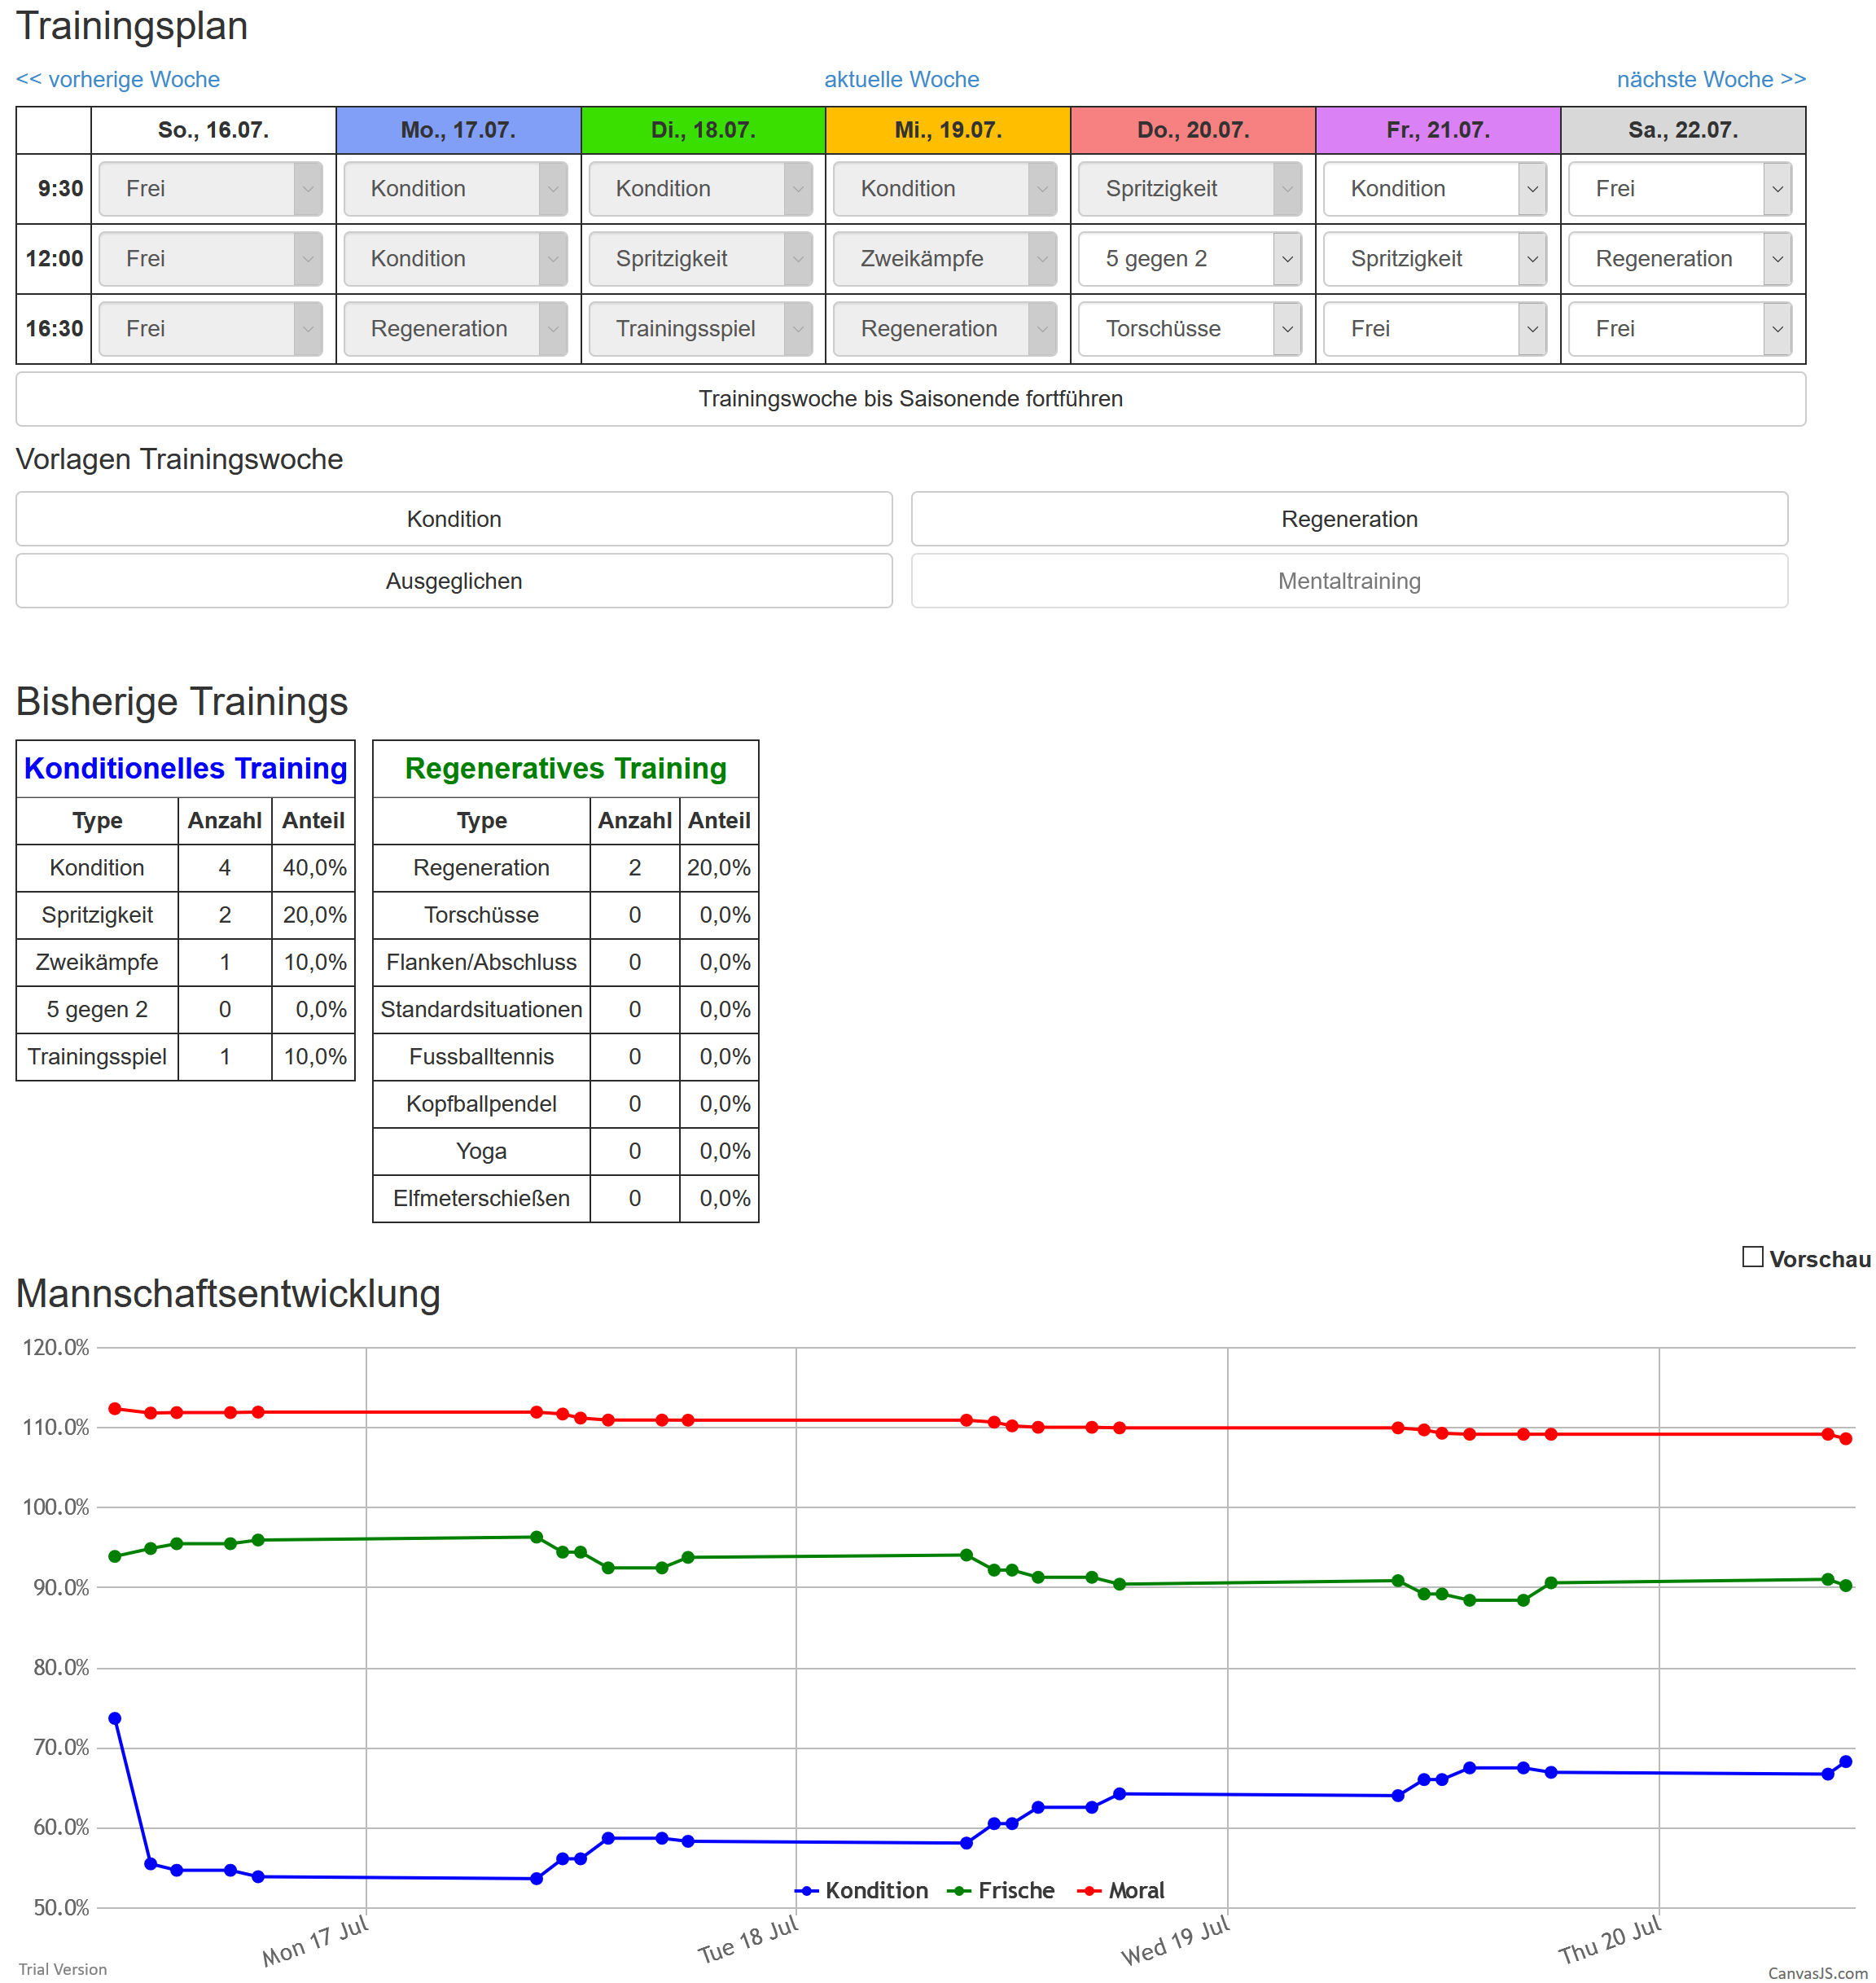 Trainingsplan
<< vorherige Woche aktuelle Woche nächste Woche >>
So., 16.07. Mo., 17.07. Di., 18.07. Mi., 19.07. Do., 20.07. Fr., 21.07. Sa., 22.07.
9:30 Frei Kondition Kondition Kondition Spritzigkeit Kondition Frei
12:00 Frei Kondition Spritzigkeit Zweikämpfe 5 gegen 2 Spritzigkeit Regeneration
16:30 Frei Regeneration Trainingsspiel Regeneration Torschüsse Frei Frei
Trainingswoche bis Saisonende fortführen
Vorlagen Trainingswoche
Kondition Regeneration
Ausgeglichen Mentaltraining
Bisherige Trainings
Konditionelles Training
Type Anzahl Anteil
Kondition 4 40,0%
Spritzigkeit 2 20,0%
Zweikämpfe 1 10,0%
5 gegen 2 0 0,0%
Trainingsspiel 1 10,0%
Regeneratives Training
Type Anzahl Anteil
Regeneration 2 20,0%
Torschüsse 0 0,0%
Flanken/Abschluss 0 0,0%
Standardsituationen 0 0,0%
Fussballtennis 0 0,0%
Kopfballpendel 0 0,0%
Yoga 0 0,0%
Elfmeterschießen 0 0,0%
Vorschau
Mannschaftsentwicklung
120.0%
110.0%
100.0%
90.0%
80.0%
70.0%
60.0%
50.0%
Kondition Frische Moral
Mon 17 Jul Tue 18 Jul Wed 19 Jul Thu 20 Jul
Trial Version CanvasJS.com